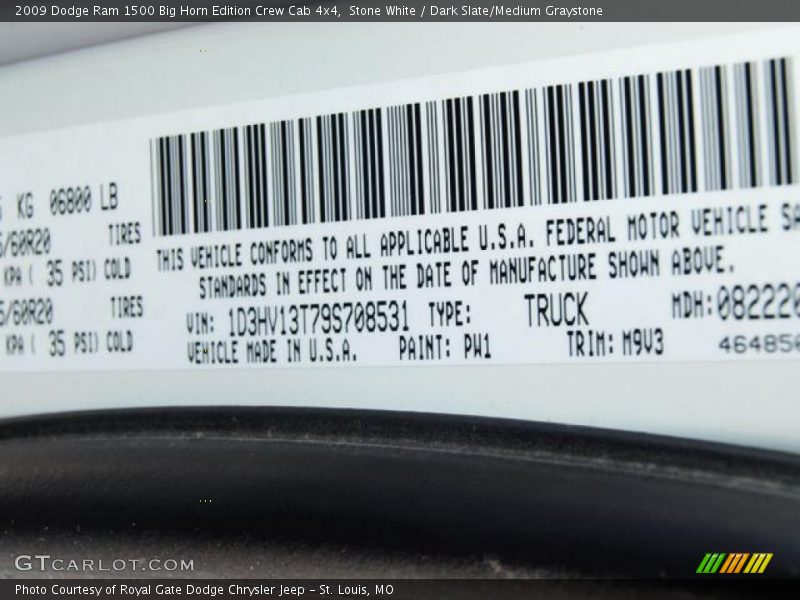 2009 Dodge Ram 1500 Big Horn Edition Crew Cab 4x4, Stone White / Dark Slate/Medium Graystone
KG 06800 LB
/60R20 TIRES
KPA ( 35 PSI) COLD
/60R20 TIRES
KPA ( 35 PSI) COLD
THIS VEHICLE CONFORMS TO ALL APPLICABLE U.S.A. FEDERAL MOTOR VEHICLE SA
STANDARDS IN EFFECT ON THE DATE OF MANUFACTURE SHOWN ABOVE.
VIN: 1D3HV13T79S708531 TYPE: TRUCK MDH: 082220
VEHICLE MADE IN U.S.A. PAINT: PW1 TRIM: M9V3 464850
GTCARLOT.COM
Photo Courtesy of Royal Gate Dodge Chrysler Jeep – St. Louis, MO